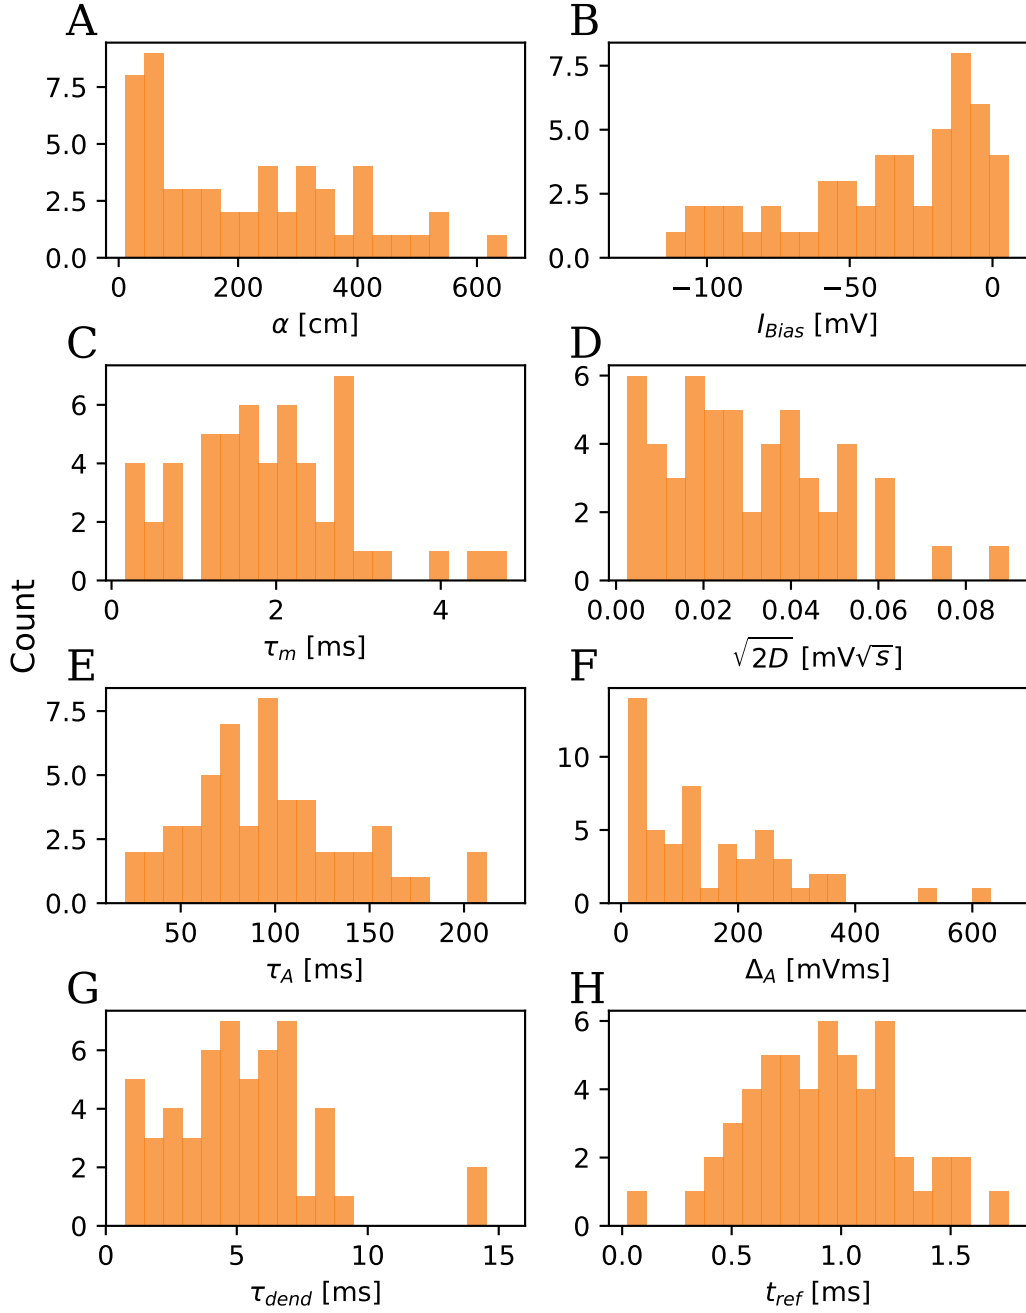 A
7.5
5.0
2.5
0.0
0 200 400 600
α [cm]
B
7.5
5.0
2.5
0.0
−100 −50 0
I_Bias [mV]
C
6
4
2
0
0 2 4
τ_m [ms]
D
6
4
2
0
0.00 0.02 0.04 0.06 0.08
√2D [mV√s]
Count
E
7.5
5.0
2.5
0.0
50 100 150 200
τ_A [ms]
F
10
5
0
0 200 400 600
Δ_A [mVms]
G
6
4
2
0
0 5 10 15
τ_dend [ms]
H
6
4
2
0
0.0 0.5 1.0 1.5
t_ref [ms]